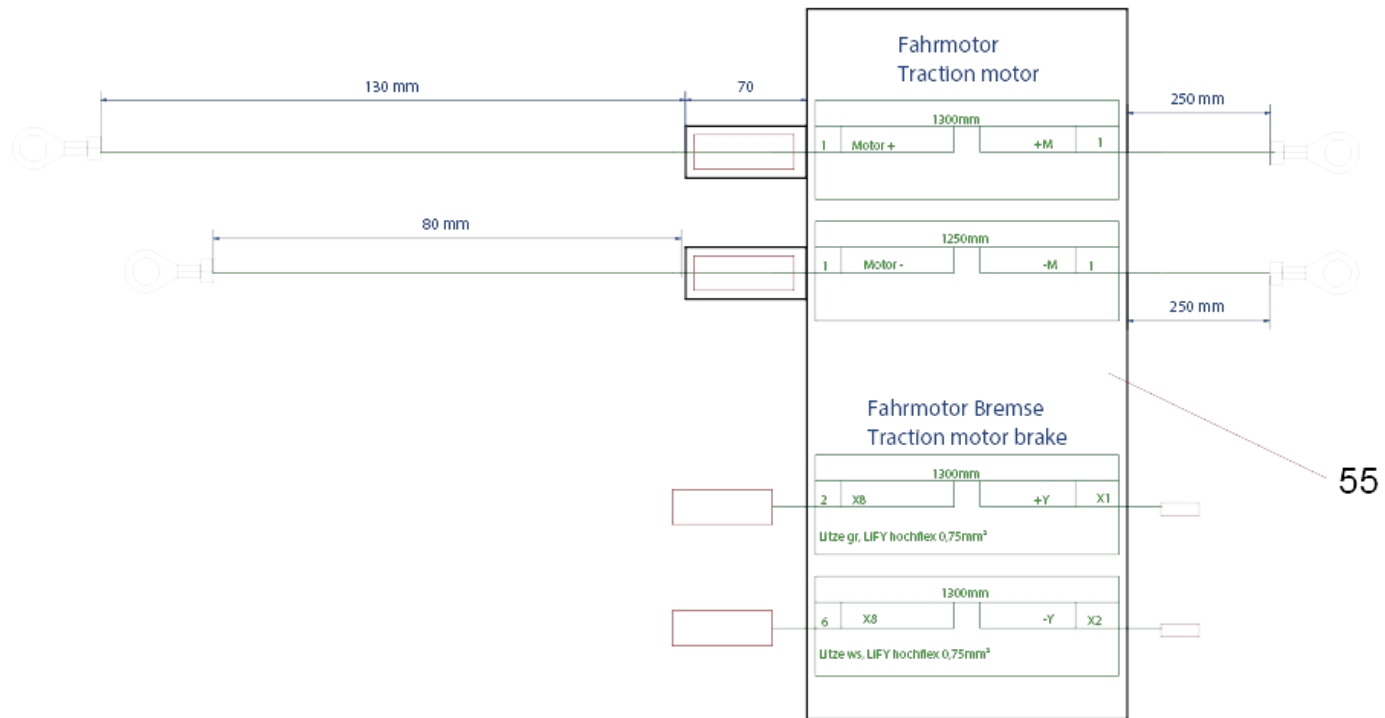 Fahrmotor
Traction motor
130 mm
70
250 mm
1300mm
1 Motor + +M 1
80 mm
1250mm
1 Motor - -M 1
250 mm
Fahrmotor Bremse
Traction motor brake
1300mm
2 X8 +Y X1
Litze gr, LiFY hochflex 0,75mm²
55
1300mm
6 X8 -Y X2
Litze ws, LiFY hochflex 0,75mm²